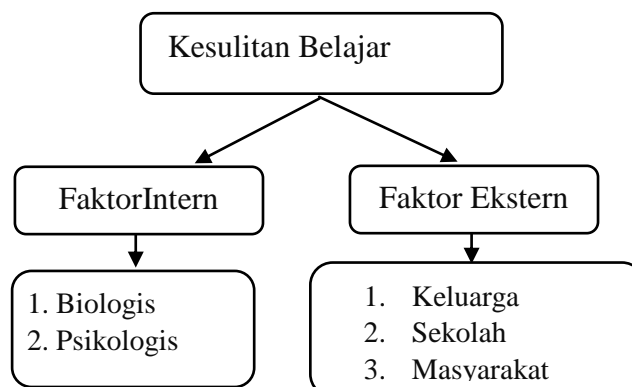 Kesulitan Belajar
FaktorIntern
Faktor Ekstern
1. Biologis
2. Psikologis
1. Keluarga
2. Sekolah
3. Masyarakat